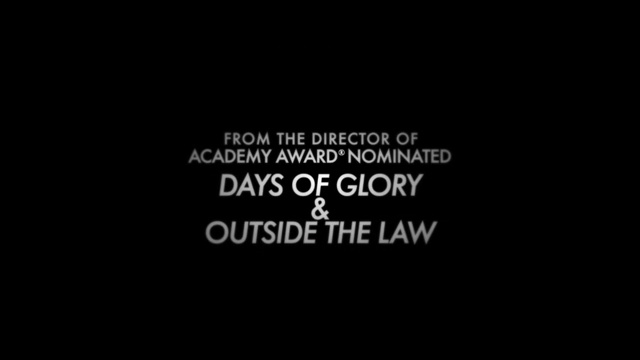 FROM THE DIRECTOR OF
ACADEMY AWARD® NOMINATED
DAYS OF GLORY
&
OUTSIDE THE LAW